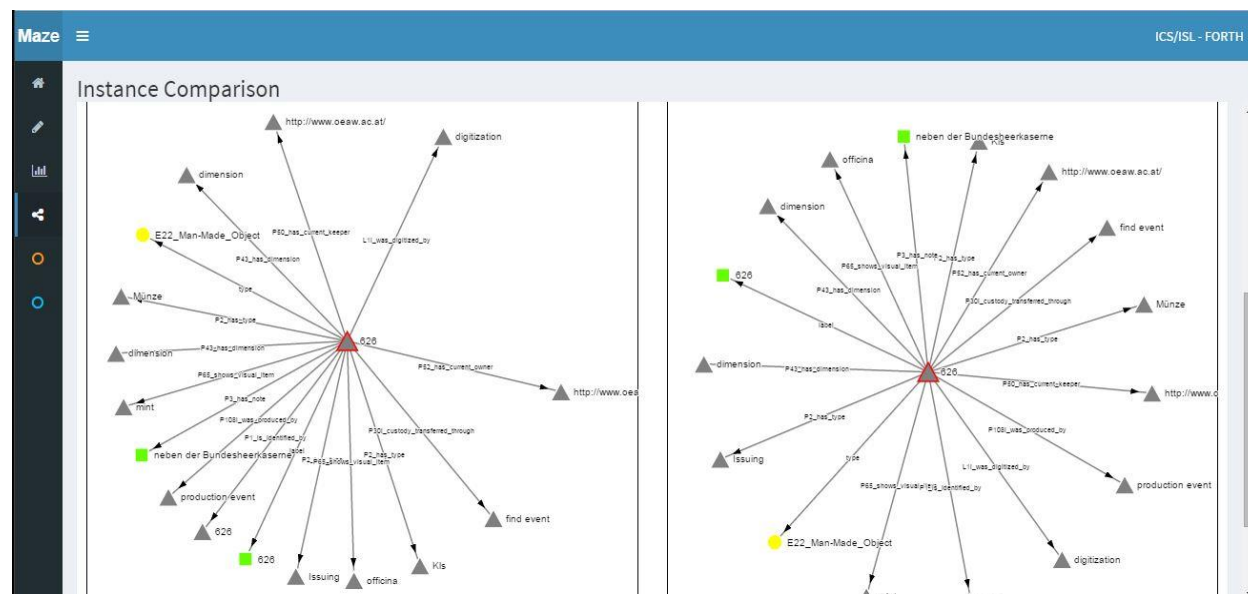 Maze
ICS/ISL - FORTH
Instance Comparison
http://www.oeaw.ac.at/
digitization
dimension
E22_Man-Made_Object
P50_has_current_keeper
L1I_was_digitized_by
P43_has_dimension
type
Münze
P2_has_type
dimension
P43_has_dimension
626
P65_shows_visual_item
P52_has_current_owner
http://www.oea
mint
P3_has_note
P108I_was_produced_by
P30I_custody_transferred_through
P1_is_identified_by
label
neben der Bundesheerkaserne
P65_shows_visual_item
P2_has_type
production event
626
find event
626
Issuing
officina
Kls
neben der Bundesheerkaserne
Kls
officina
http://www.oeaw.ac.at/
dimension
find event
P3_has_note
P2_has_type
P65_shows_visual_item
P52_has_current_owner
626
P43_has_dimension
P30I_custody_transferred_through
Münze
label
P2_has_type
dimension
P43_has_dimension
626
P50_has_current_keeper
http://www.o
P2_has_type
P108I_was_produced_by
Issuing
type
L1I_was_digitized_by
production event
E22_Man-Made_Object
digitization